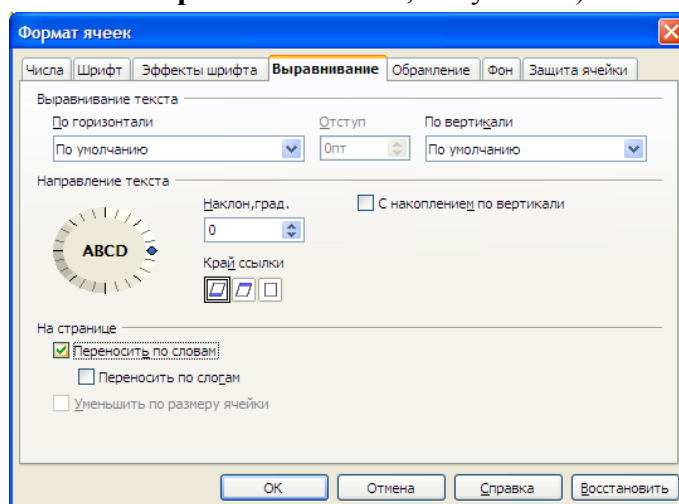 Формат ячеек
Числа Шрифт Эффекты шрифта Выравнивание Обрамление Фон Защита ячейки
Выравнивание текста
По горизонтали Отступ По вертикали
По умолчанию 0пт По умолчанию
Направление текста
Наклон,град. С накоплением по вертикали
0
ABCD
Край ссылки
На странице
Переносить по словам
Переносить по слогам
Уменьшить по размеру ячейки
OK Отмена Справка Восстановить